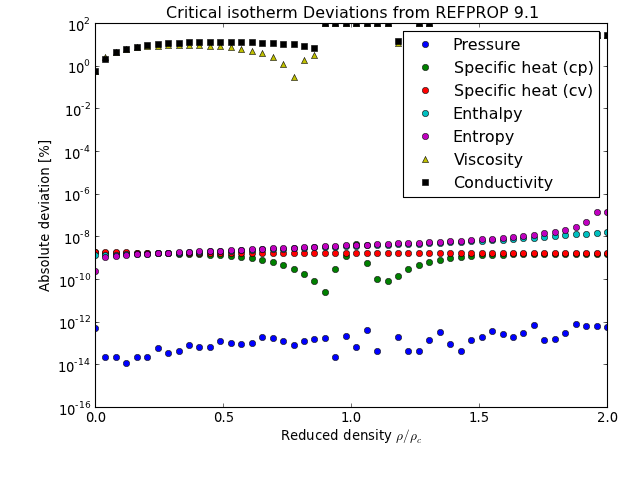 Critical isotherm Deviations from REFPROP 9.1
Absolute deviation [%]
10^2
10^0
10^-2
10^-4
10^-6
10^-8
10^-10
10^-12
10^-14
10^-16
Pressure
Specific heat (cp)
Specific heat (cv)
Enthalpy
Entropy
Viscosity
Conductivity
0.0 0.5 1.0 1.5 2.0
Reduced density ρ/ρ_c